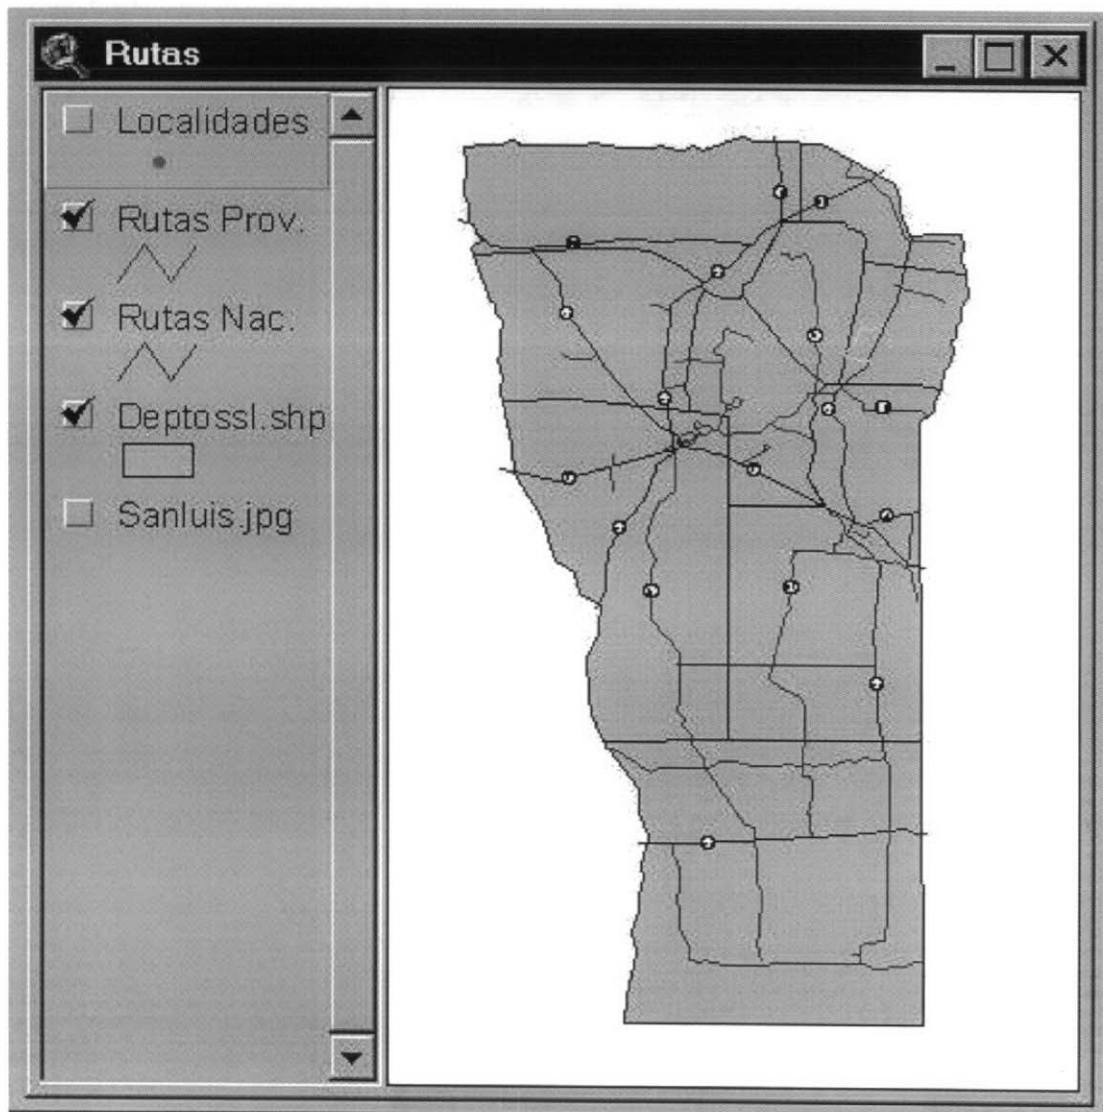 Rutas
Localidades
Rutas Prov.
Rutas Nac.
Deptossl.shp
Sanluis.jpg